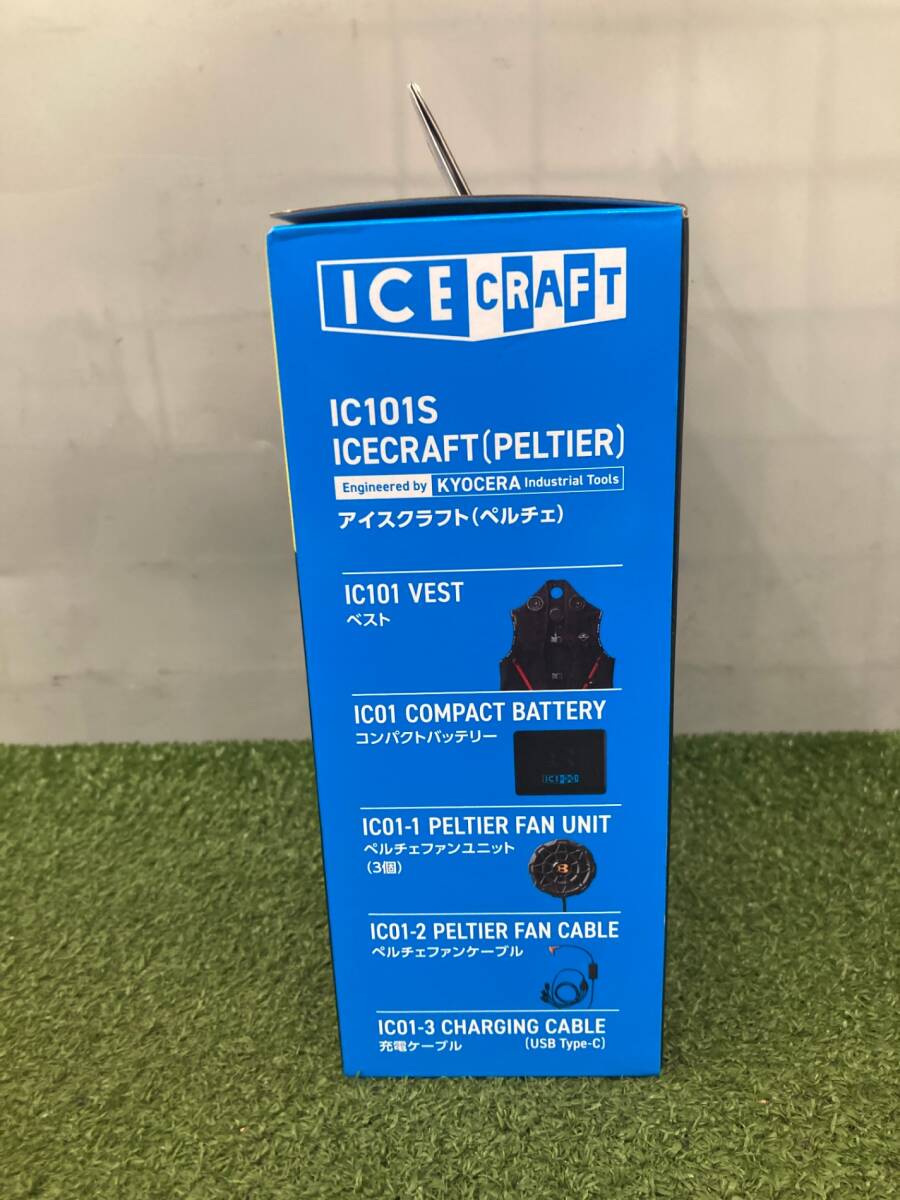 ICE CRAFT
IC101S
ICECRAFT(PELTIER)
Engineered by KYOCERA Industrial Tools
アイスクラフト(ペルチェ)
IC101 VEST
ベスト
IC01 COMPACT BATTERY
コンパクトバッテリー
IC01-1 PELTIER FAN UNIT
ペルチェファンユニット
(3個)
B
IC01-2 PELTIER FAN CABLE
ペルチェファンケーブル
IC01-3 CHARGING CABLE
充電ケーブル (USB Type-C)